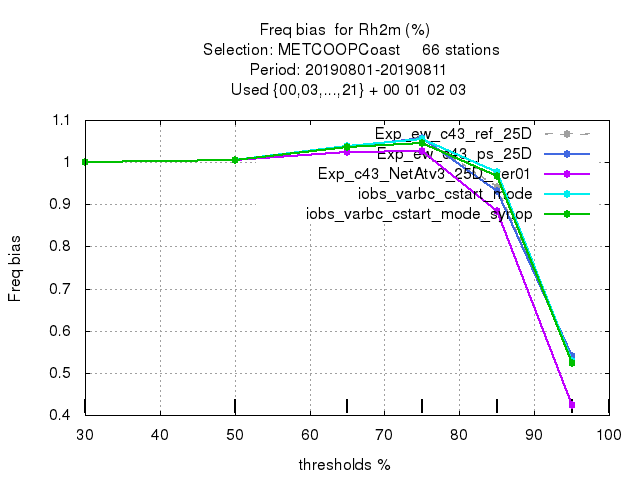 Freq bias  for Rh2m (%)
Selection: METCOOPCoast     66 stations
Period: 20190801-20190811
Used {00,03,...,21} + 00 01 02 03
1.1
1
0.9
0.8
0.7
0.6
0.5
0.4
Freq bias
Exp_ew_c43_ref_25D
Exp_ew_c43_ps_25D
Exp_c43_NetAtv3_25D_ver01
iobs_varbc_cstart_mode
iobs_varbc_cstart_mode_synop
30 40 50 60 70 80 90 100
thresholds %